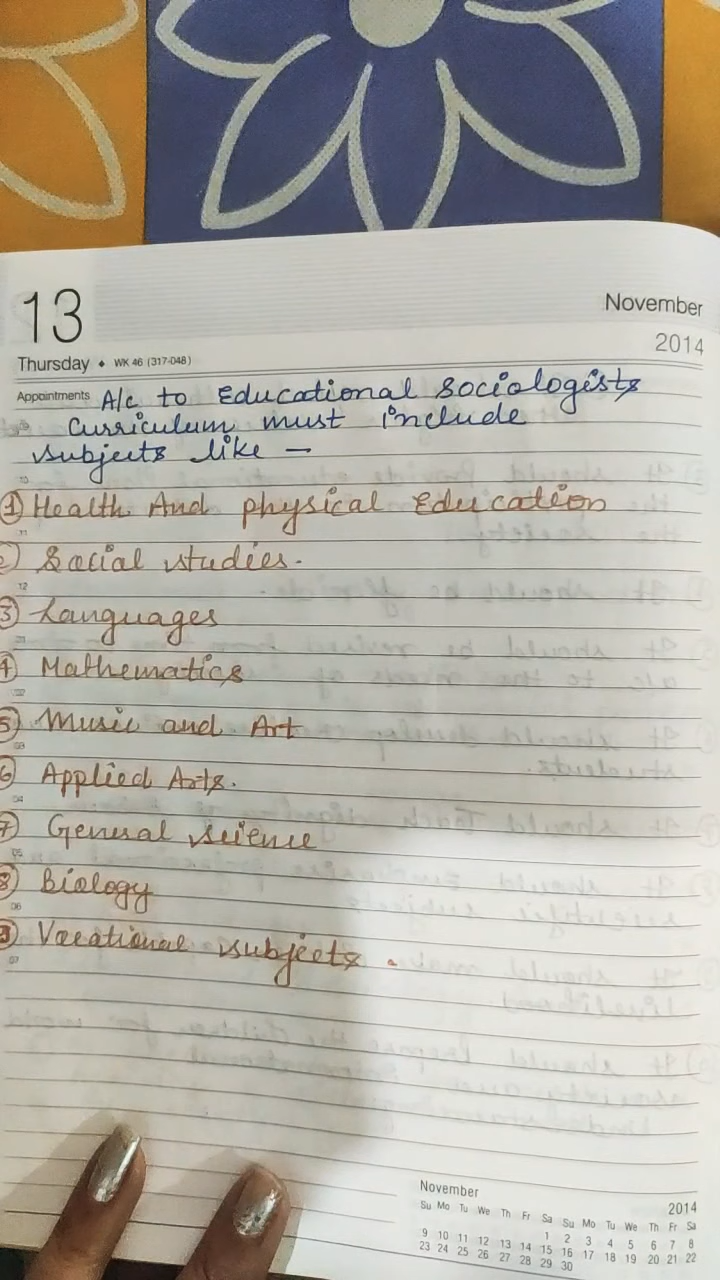 13
November
2014
Thursday ♦ WK 46 (317-048)
Appointments A/c to Educational sociologists
curriculum must include
subjects like —
① Health And physical Education
② Social studies.
③ Languages
④ Mathematics
⑤ Music and Art
⑥ Applied Arts.
⑦ General science
⑧ Biology
⑨ Vocational subjects.
November 2014
Su Mo Tu We Th Fr Sa Su Mo Tu We Th Fr Sa
1 2 3 4 5 6 7 8
9 10 11 12 13 14 15 16 17 18 19 20 21 22
23 24 25 26 27 28 29 30